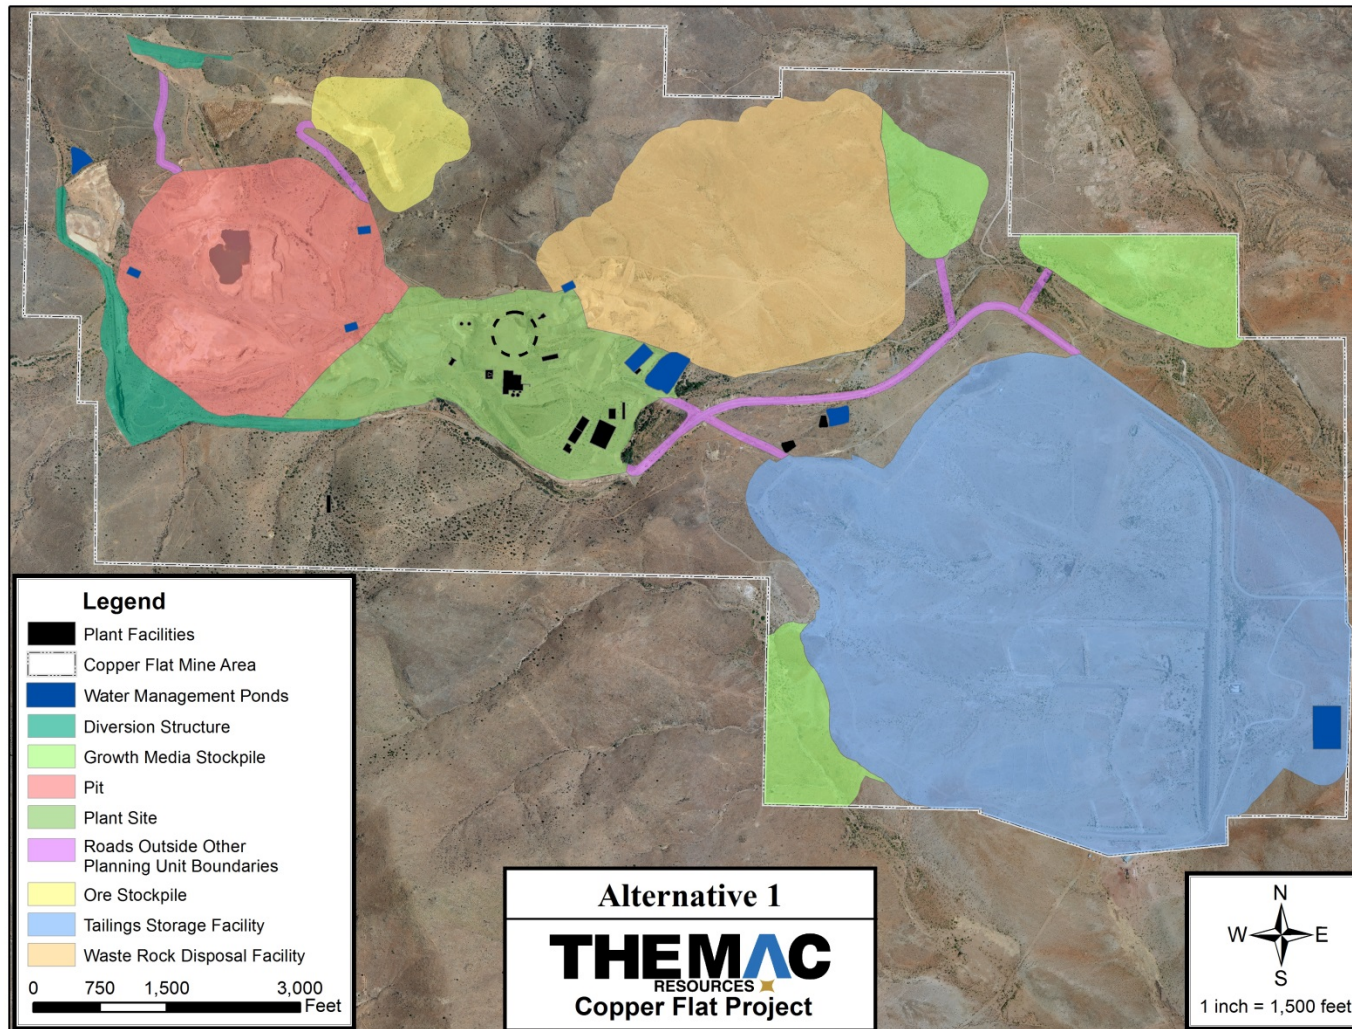 Legend
Plant Facilities
Copper Flat Mine Area
Water Management Ponds
Diversion Structure
Growth Media Stockpile
Pit
Plant Site
Roads Outside Other
Planning Unit Boundaries
Ore Stockpile
Tailings Storage Facility
Waste Rock Disposal Facility
0 750 1,500 3,000
Feet
Alternative 1
THEMAC
RESOURCES
Copper Flat Project
N
W E
S
1 inch = 1,500 feet